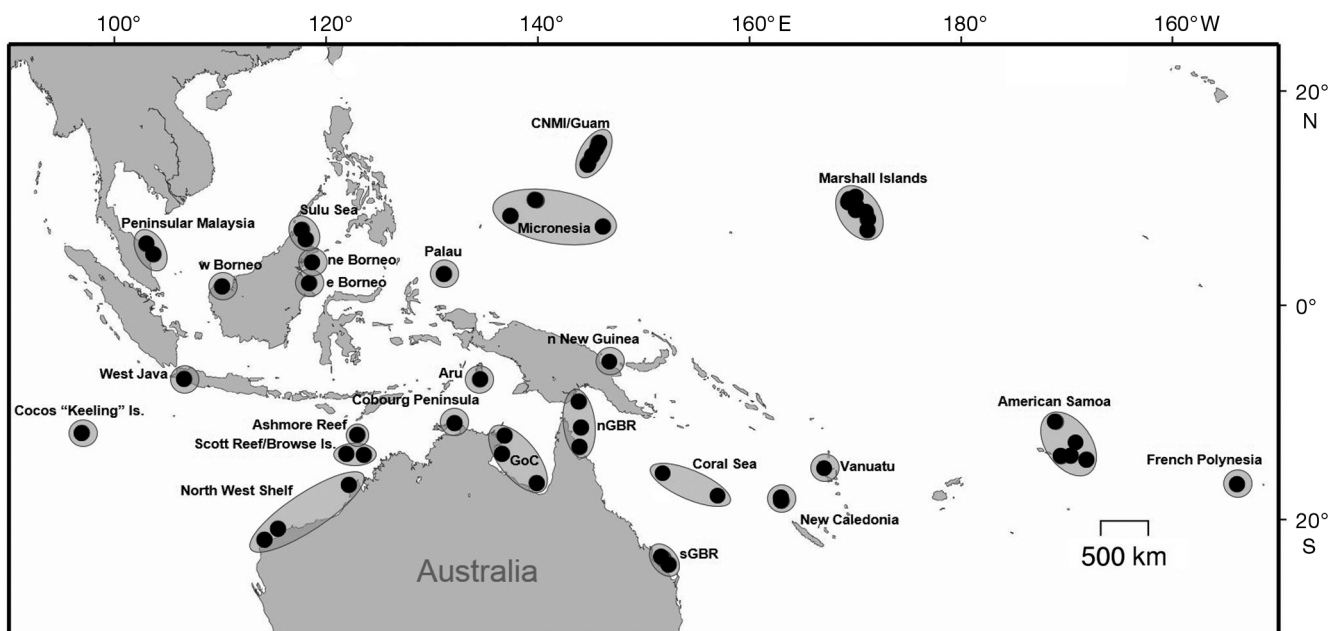 100°
120°
140°
160°E
180°
160°W
20°
N
CNMI/Guam
Marshall Islands
Peninsular Malaysia
Sulu Sea
Micronesia
w Borneo
ne Borneo
e Borneo
Palau
0°
n New Guinea
West Java
Aru
Cobourg Peninsula
Cocos “Keeling” Is.
American Samoa
Ashmore Reef
nGBR
Scott Reef/Browse Is.
GoC
Coral Sea
Vanuatu
French Polynesia
North West Shelf
New Caledonia
20°
S
sGBR
500 km
Australia